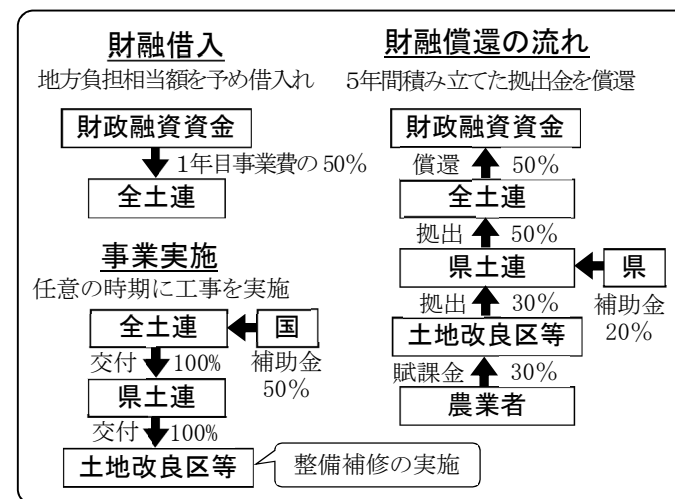 財融借入
地方負担相当額を予め借入れ
財政融資資金
1年目事業費の50%
全土連
事業実施
任意の時期に工事を実施
全土連
国
交付
100%
補助金
50%
県土連
交付
100%
土地改良区等
整備補修の実施
財融償還の流れ
5年間積み立てた拠出金を償還
財政融資資金
償還
50%
全土連
拠出
50%
県土連
県
拠出
30%
補助金
20%
土地改良区等
賦課金
30%
農業者